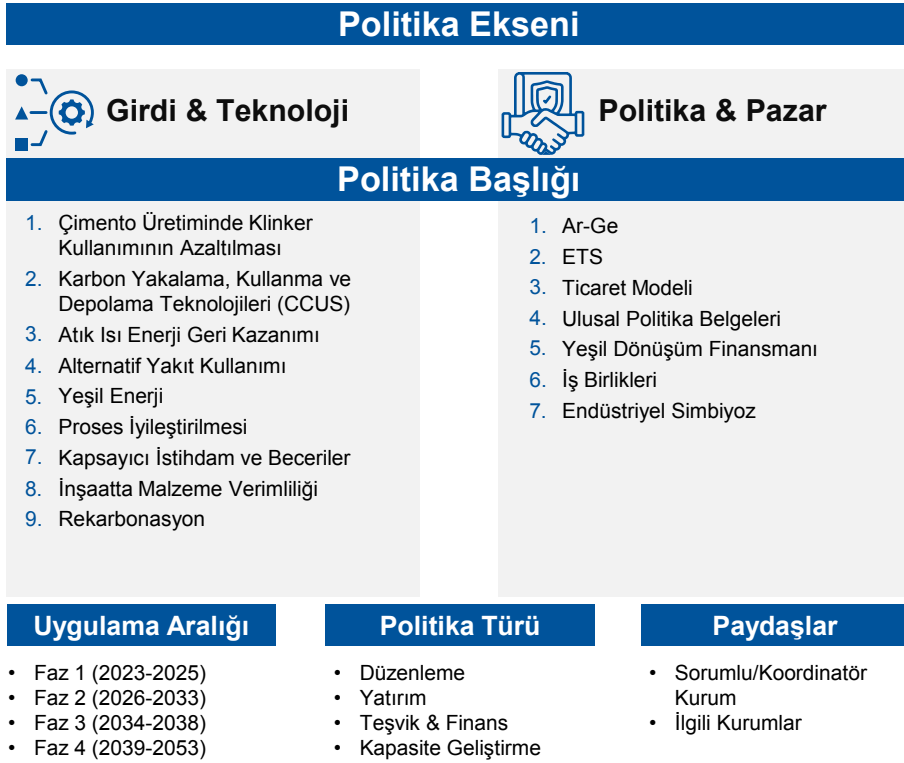 Politika Ekseni
Girdi & Teknoloji
Politika & Pazar
Politika Başlığı
1. Çimento Üretiminde Klinker
Kullanımının Azaltılması
2. Karbon Yakalama, Kullanma ve
Depolama Teknolojileri (CCUS)
3. Atık Isı Enerji Geri Kazanımı
4. Alternatif Yakıt Kullanımı
5. Yeşil Enerji
6. Proses İyileştirilmesi
7. Kapsayıcı İstihdam ve Beceriler
8. İnşaatta Malzeme Verimliliği
9. Rekarbonasyon
1. Ar-Ge
2. ETS
3. Ticaret Modeli
4. Ulusal Politika Belgeleri
5. Yeşil Dönüşüm Finansmanı
6. İş Birlikleri
7. Endüstriyel Simbiyoz
Uygulama Aralığı
• Faz 1 (2023-2025)
• Faz 2 (2026-2033)
• Faz 3 (2034-2038)
• Faz 4 (2039-2053)
Politika Türü
• Düzenleme
• Yatırım
• Teşvik & Finans
• Kapasite Geliştirme
Paydaşlar
• Sorumlu/Koordinatör
Kurum
• İlgili Kurumlar